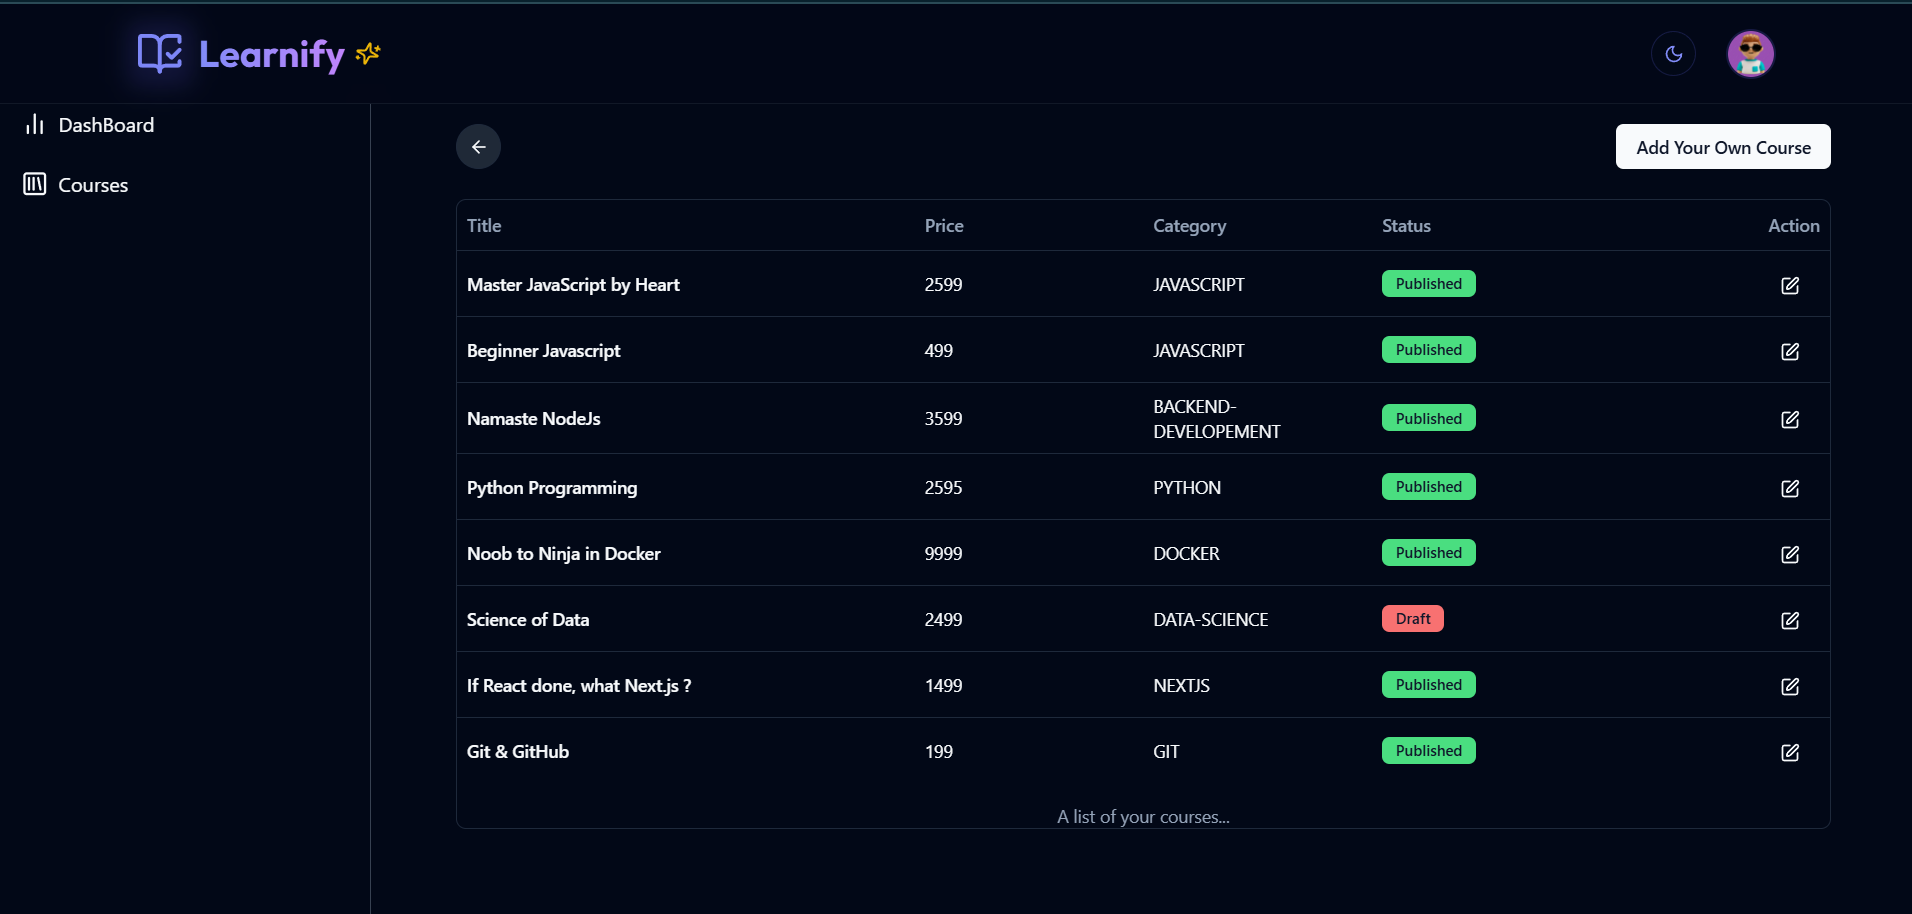 Learnify
DashBoard
Courses
Add Your Own Course
Title Price Category Status Action
Master JavaScript by Heart 2599 JAVASCRIPT Published
Beginner Javascript 499 JAVASCRIPT Published
Namaste NodeJs 3599 BACKEND-
DEVELOPEMENT Published
Python Programming 2595 PYTHON Published
Noob to Ninja in Docker 9999 DOCKER Published
Science of Data 2499 DATA-SCIENCE Draft
If React done, what Next.js ? 1499 NEXTJS Published
Git & GitHub 199 GIT Published
A list of your courses...